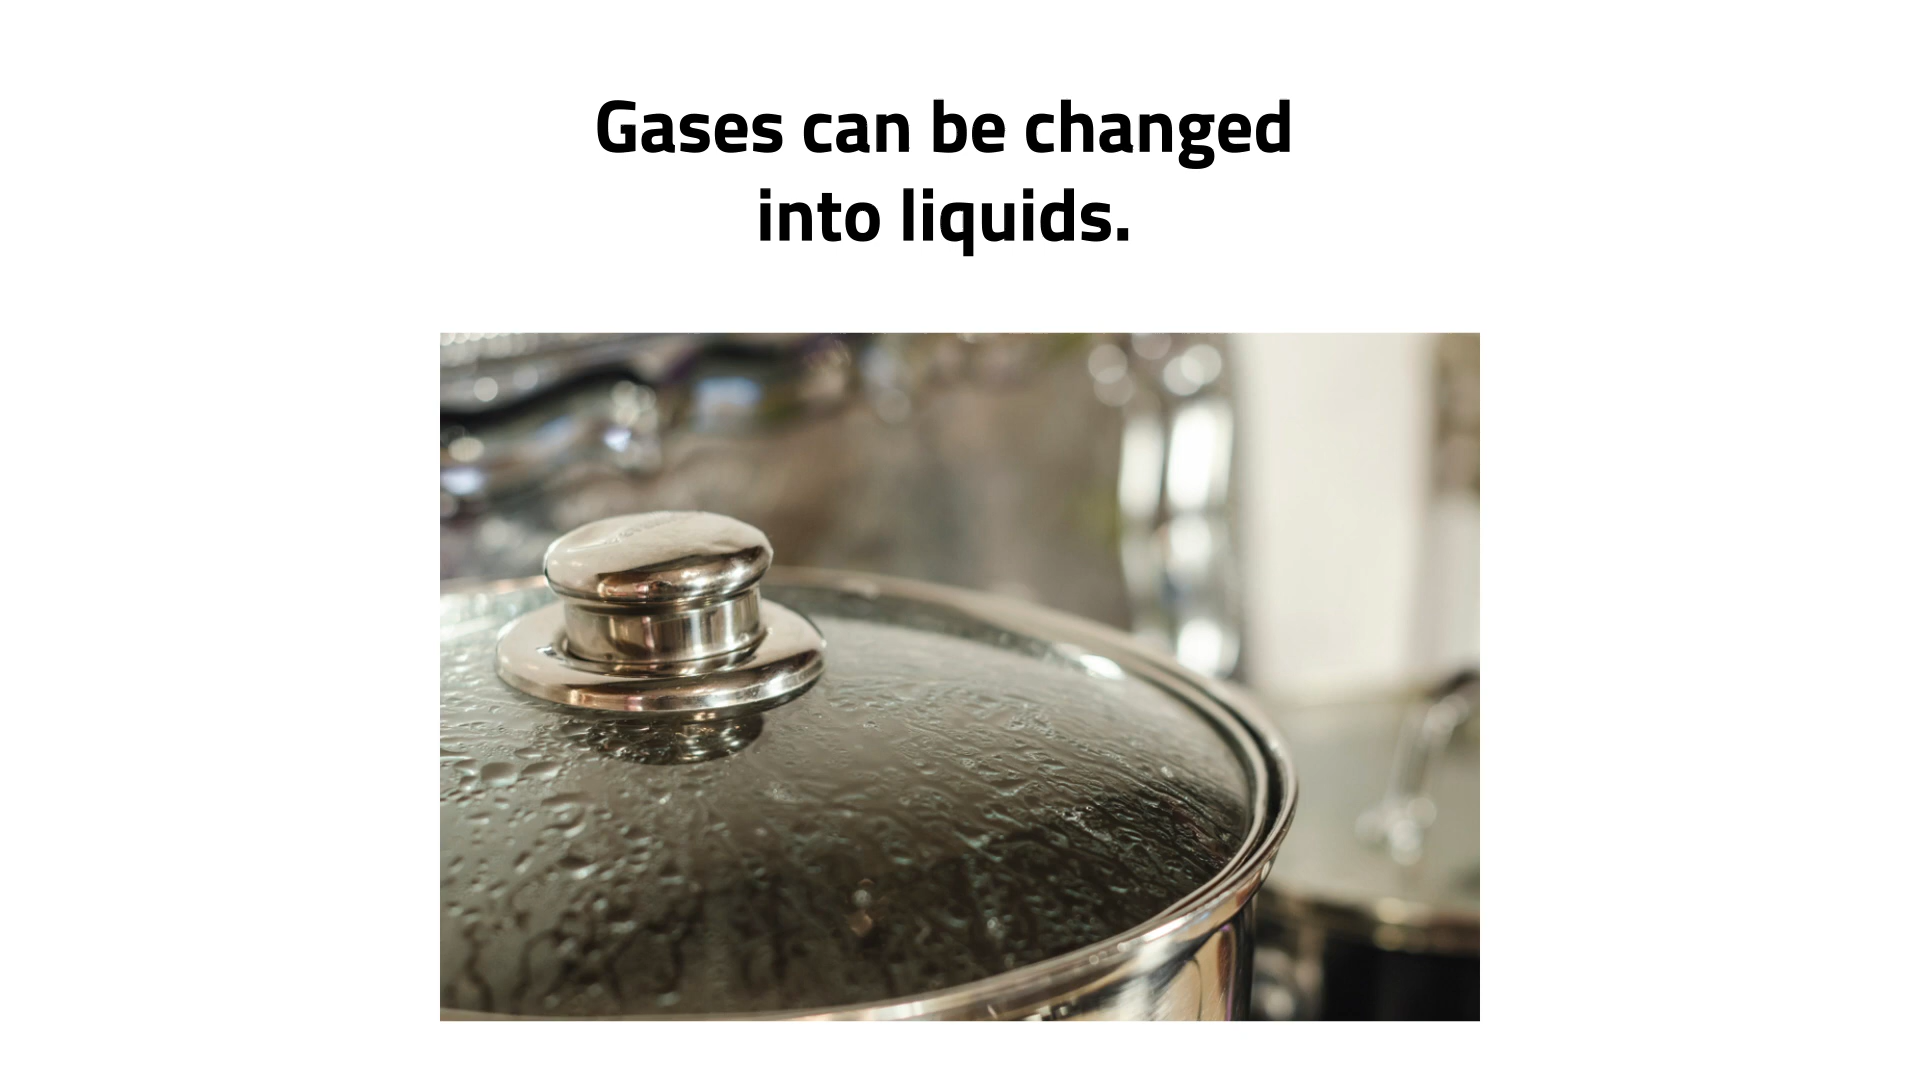 Gases can be changed
into liquids.